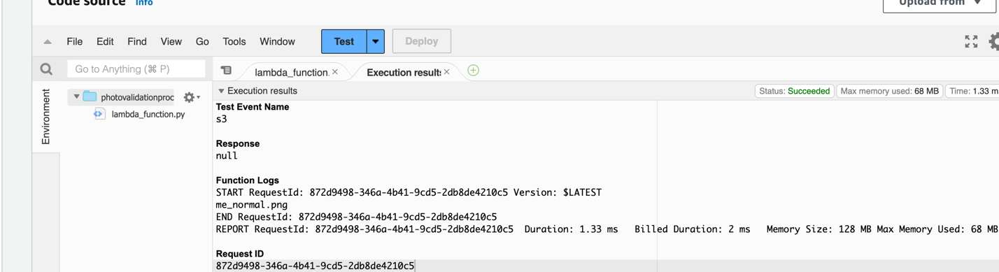 Code source Info
Upload from
File Edit Find View Go Tools Window Test Deploy
Go to Anything (⌘ P)
lambda_function. Execution results
Environment
photovalidationproc
lambda_function.py
Execution results
Status: Succeeded Max memory used: 68 MB Time: 1.33 m
Test Event Name
s3
Response
null
Function Logs
START RequestId: 872d9498-346a-4b41-9cd5-2db8de4210c5 Version: $LATEST
me_normal.png
END RequestId: 872d9498-346a-4b41-9cd5-2db8de4210c5
REPORT RequestId: 872d9498-346a-4b41-9cd5-2db8de4210c5 Duration: 1.33 ms Billed Duration: 2 ms Memory Size: 128 MB Max Memory Used: 68 MB
Request ID
872d9498-346a-4b41-9cd5-2db8de4210c5